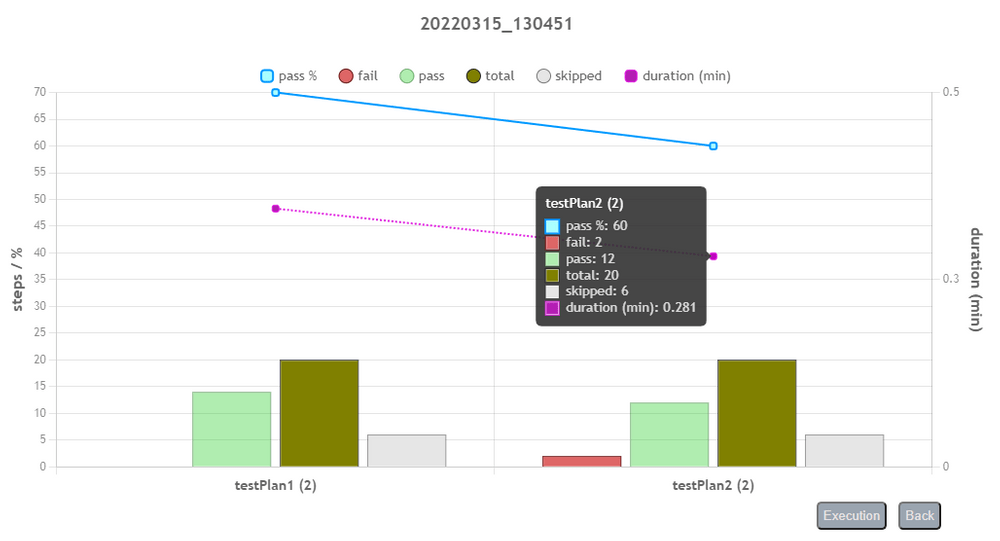 20220315_130451
pass % fail pass total skipped duration (min)
70 0.5
65
60
55
50
45
40
35 0.3
30
25
20
15
10
5
0 0
steps / %
duration (min)
testPlan2 (2)
pass %: 60
fail: 2
pass: 12
total: 20
skipped: 6
duration (min): 0.281
testPlan1 (2) testPlan2 (2)
Execution Back